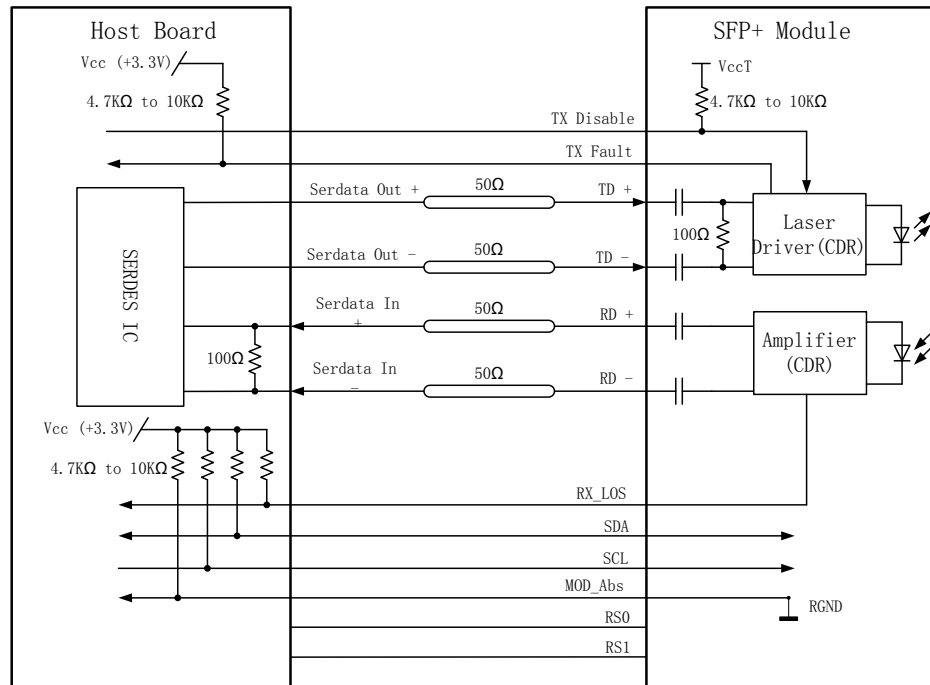 Host Board
SFP+ Module
Vcc (+3.3V)
VccT
4.7KΩ to 10KΩ
4.7KΩ to 10KΩ
TX Disable
TX Fault
Serdata Out +
50Ω
TD +
Laser
Driver(CDR)
100Ω
Serdata Out -
50Ω
TD -
SERDES IC
Serdata In
+
50Ω
RD +
Amplifier
(CDR)
100Ω
Serdata In
-
50Ω
RD -
Vcc (+3.3V)
4.7KΩ to 10KΩ
RX_LOS
SDA
SCL
MOD_Abs
RGND
RS0
RS1